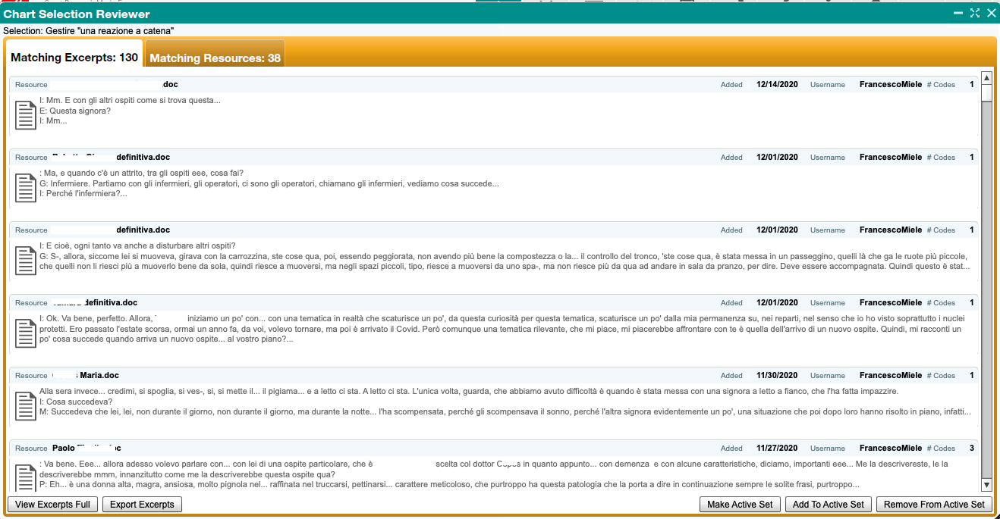 Chart Selection Reviewer
Selection: Gestire "una reazione a catena"
Matching Excerpts: 130 Matching Resources: 38
Resource .doc Added 12/14/2020 Username FrancescoMiele # Codes 1
I: Mm. E con gli altri ospiti come si trova questa...
E: Questa signora?
I: Mm...
Resource definitiva.doc Added 12/01/2020 Username FrancescoMiele # Codes 1
: Ma, e quando c'è un attrito, tra gli ospiti eee, cosa fai?
G: Infermiere. Partiamo con gli infermieri, gli operatori, ci sono gli operatori, chiamano gli infermieri, vediamo cosa succede...
I: Perché l'infermiera?...
Resource definitiva.doc Added 12/01/2020 Username FrancescoMiele # Codes 1
I: E cioè, ogni tanto va anche a disturbare altri ospiti?
G: S-, allora, siccome lei si muoveva, girava con la carrozzina, ste cose qua, poi, essendo peggiorata, non avendo più bene la compostezza o la... il controllo del tronco, 'ste cose qua, è stata messa in un passeggino, quelli là che ga le ruote più piccole,
che quelli non li riesci più a muoverlo bene da sola, quindi riesce a muoversi, ma negli spazi piccoli, tipo, riesce a muoversi da uno spa-, ma non riesce più da qua ad andare in sala da pranzo, per dire. Deve essere accompagnata. Quindi questo è stat...
Resource definitiva.doc Added 12/01/2020 Username FrancescoMiele # Codes 1
I: Ok. Va bene, perfetto. Allora, iniziamo un po' con... con una tematica in realtà che scaturisce un po', da questa curiosità per questa tematica, scaturisce un po' dalla mia permanenza su, nei reparti, nel senso che io ho visto soprattutto i nuclei
protetti. Ero passato l'estate scorsa, ormai un anno fa, da voi, volevo tornare, ma poi è arrivato il Covid. Però comunque una tematica rilevante, che mi piace, mi piacerebbe affrontare con te è quella dell'arrivo di un nuovo ospite. Quindi, mi racconti un
po' cosa succede quando arriva un nuovo ospite... al vostro piano?...
Resource Maria.doc Added 11/30/2020 Username FrancescoMiele # Codes 1
Alla sera invece... credimi, si spoglia, si ves-, si, si mette il... il pigiama... e a letto ci sta. A letto ci sta. L'unica volta, guarda, che abbiamo avuto difficoltà è quando è stata messa con una signora a letto a fianco, che l'ha fatta impazzire.
I: Cosa succedeva?
M: Succedeva che lei, lei, non durante il giorno, non durante il giorno, ma durante la notte... l'ha scompensata, perché gli scompensava il sonno, perché l'altra signora evidentemente un po', una situazione che poi dopo loro hanno risolto in piano, infatti...
Resource Paolo Added 11/27/2020 Username FrancescoMiele # Codes 3
: Va bene. Eee... allora adesso volevo parlare con... con lei di una ospite particolare, che è scelta col dottor in quanto appunto... con demenza e con alcune caratteristiche, diciamo, importanti eee... Me la descrivereste, le la
descriverebbe mmm, innanzitutto come me la descriverebbe questa ospite qua?
P: Eh... è una donna alta, magra, ansiosa, molto pignola nel... raffinata nel truccarsi, pettinarsi... carattere meticoloso, che purtroppo ha questa patologia che la porta a dire in continuazione sempre le solite frasi, purtroppo...
View Excerpts Full Export Excerpts Make Active Set Add To Active Set Remove From Active Set